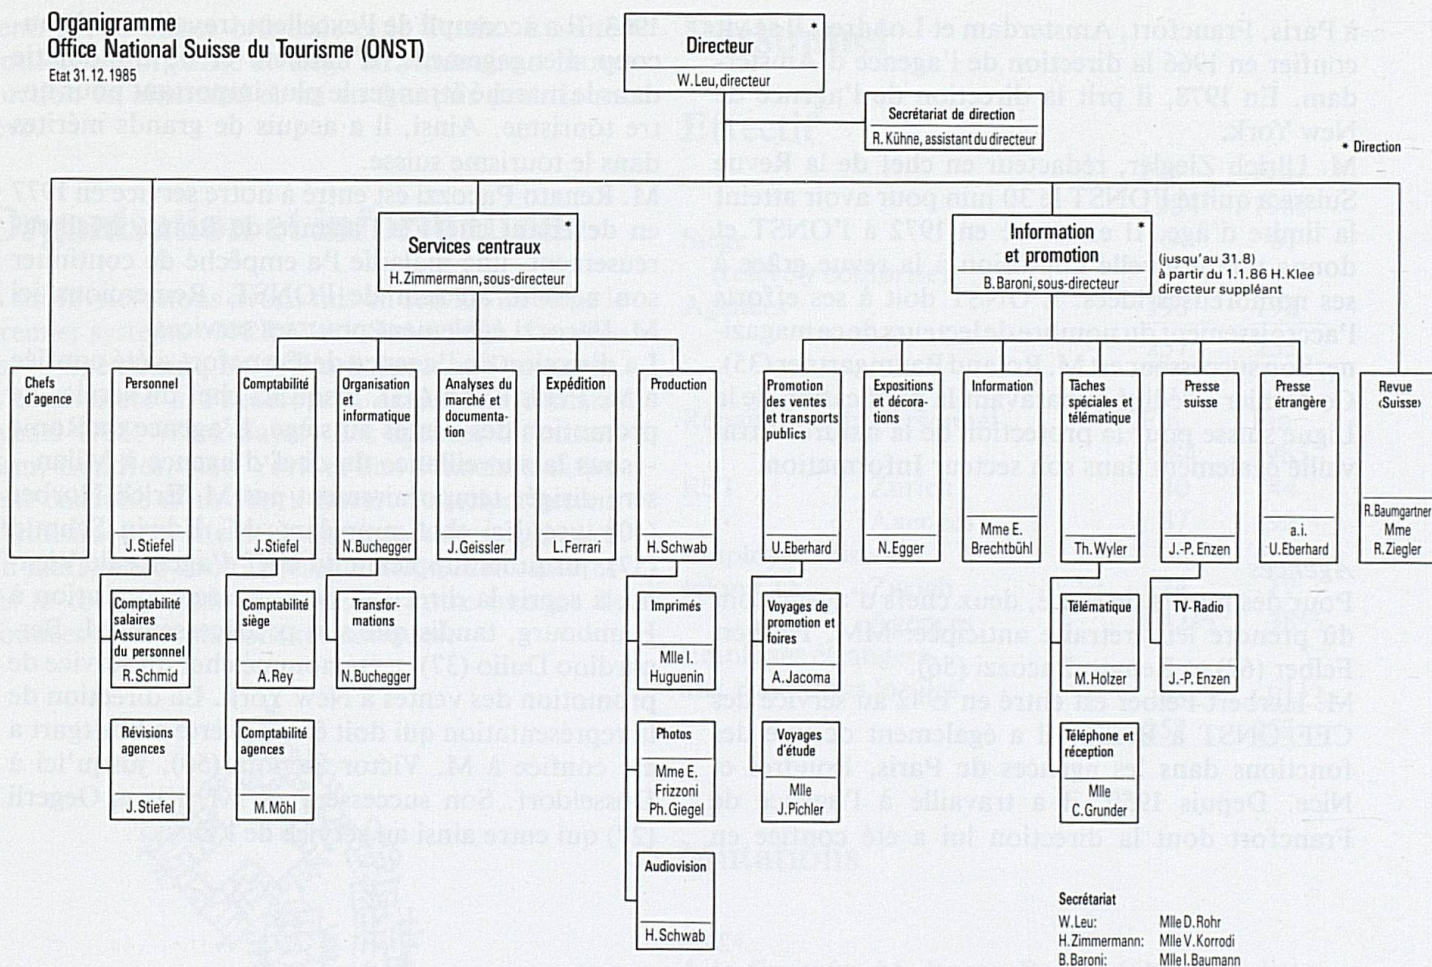 Organigramme
Office National Suisse du Tourisme (ONST)
Etat 31.12.1985
Directeur *
W. Leu, directeur
Secrétariat de direction
R. Kühne, assistant du directeur
* Direction
Services centraux *
H. Zimmermann, sous-directeur
Information *
et promotion
B. Baroni, sous-directeur
(jusqu'au 31.8)
à partir du 1.1.86 H. Klee
directeur suppléant
Chefs
d'agence
Personnel
J. Stiefel
Comptabilité
J. Stiefel
Organisation
et
informatique
N. Buchegger
Analyses du
marché et
documenta-
tion
J. Geissler
Expédition
L. Ferrari
Production
H. Schwab
Promotion
des ventes
et transports
publics
U. Eberhard
Expositions
et décora-
tions
N. Egger
Information
Mme E.
Brechtbühl
Tâches
spéciales et
télématique
Th. Wyler
Presse
suisse
J.-P. Enzen
Presse
étrangère
a.i.
U. Eberhard
Revue
‹Suisse›
R. Baumgartner
Mme
R. Ziegler
Comptabilité
salaires
Assurances
du personnel
R. Schmid
Comptabilité
siège
A. Rey
Transfor-
mations
N. Buchegger
Imprimés
Mlle I.
Huguenin
Voyages de
promotion et
foires
A. Jacoma
Télématique
M. Holzer
TV-Radio
J.-P. Enzen
Révisions
agences
J. Stiefel
Comptabilité
agences
M. Möhl
Photos
Mme E.
Frizzoni
Ph. Giegel
Voyages
d'étude
Mlle
J. Pichler
Téléphone et
réception
Mlle
C. Grunder
Audiovision
H. Schwab
Secrétariat
W. Leu: Mlle D. Rohr
H. Zimmermann: Mlle V. Korrodi
B. Baroni: Mlle I. Baumann